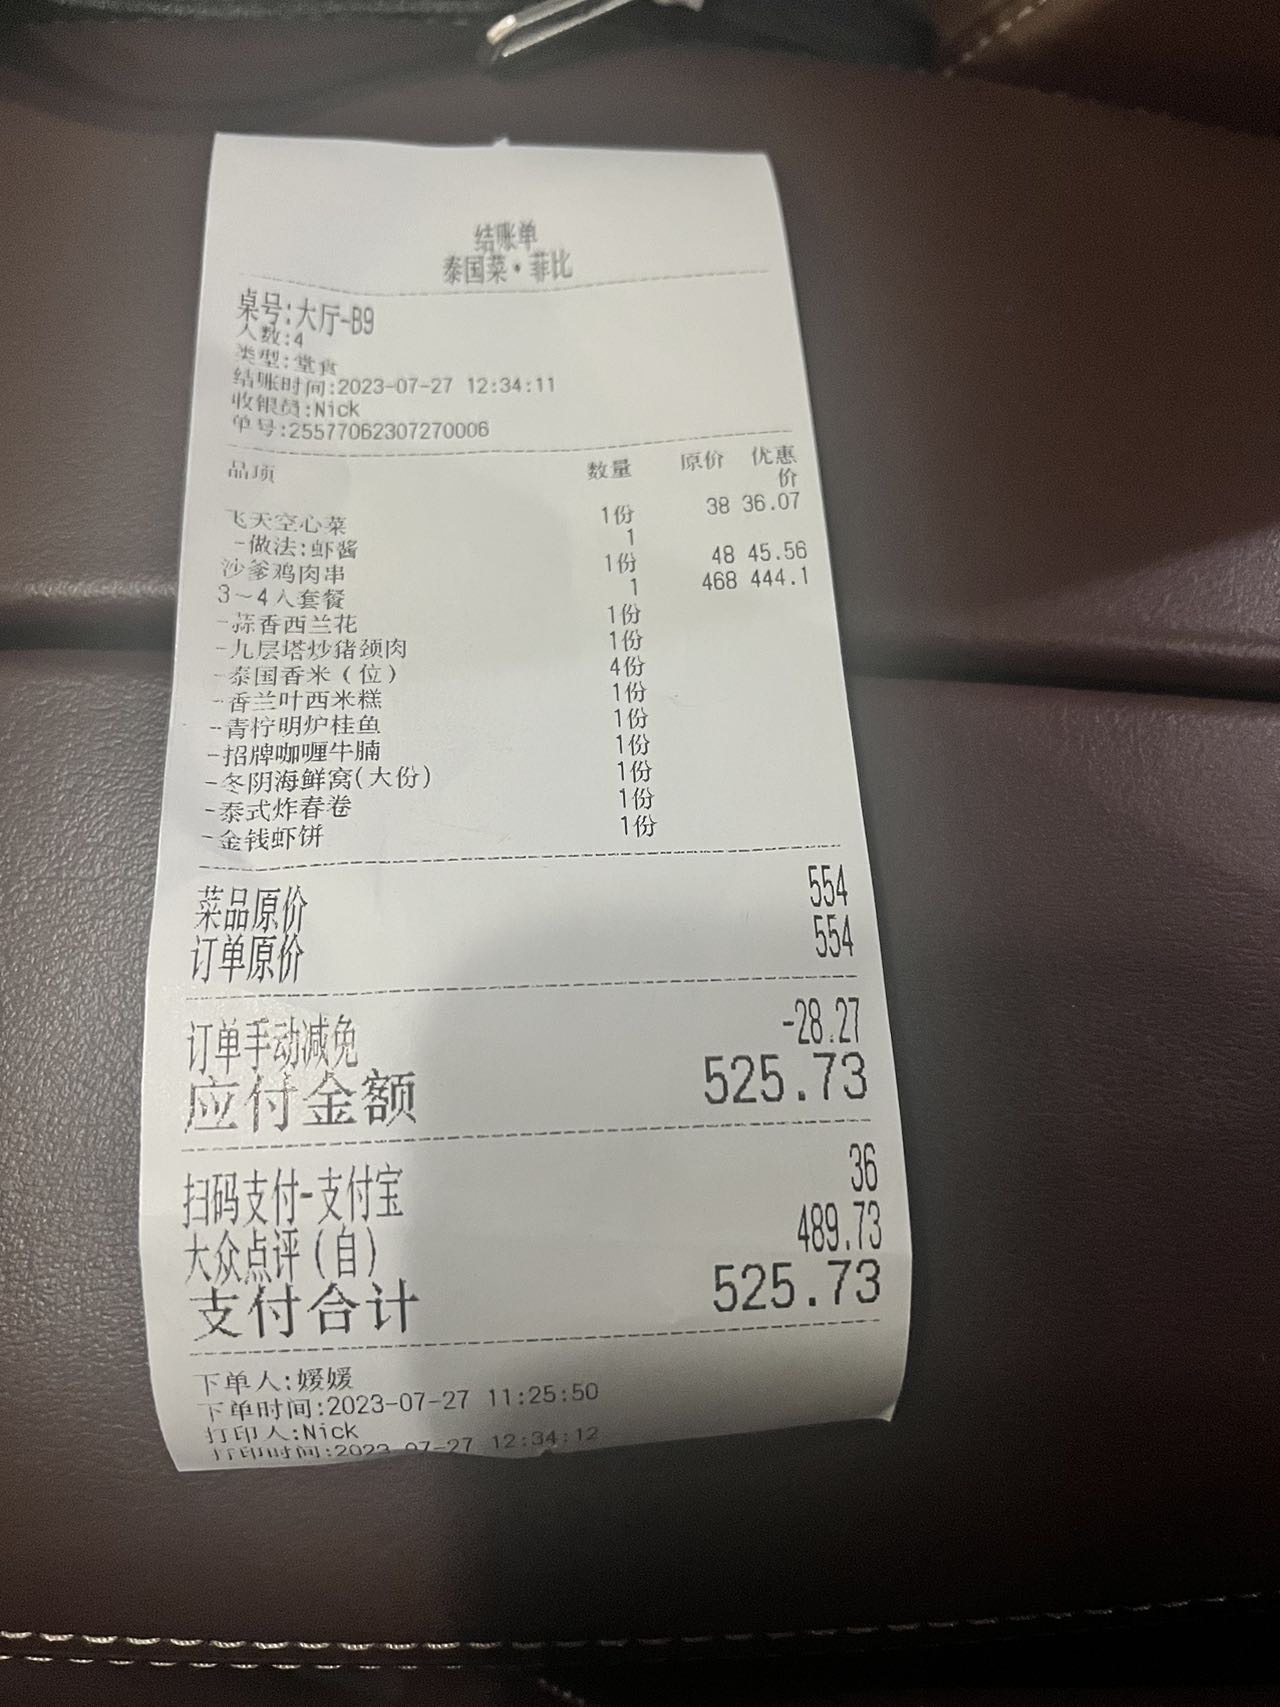 结账单
泰国菜·菲比
桌号:大厅-B9
人数:4
类型:堂食
结账时间:2023-07-27 12:34:11
收银员:Nick
单号:25577062307270006
品项 数量 原价 优惠价
飞天空心菜 1份 38 36.07
-做法:虾酱 1
沙爹鸡肉串 1份 48 45.56
3~4人套餐 1 468 444.1
-蒜香西兰花 1份
-九层塔炒猪颈肉 1份
-泰国香米(位) 4份
-香兰叶西米糕 1份
-青柠明炉桂鱼 1份
-招牌咖喱牛腩 1份
-冬阴海鲜窝(大份) 1份
-泰式炸春卷 1份
-金钱虾饼 1份
菜品原价 554
订单原价 554
订单手动减免 -28.27
应付金额 525.73
扫码支付-支付宝 36
大众点评(自) 489.73
支付合计 525.73
下单人:媛媛
下单时间:2023-07-27 11:25:50
打印人:Nick
打印时间:2023-07-27 12:34:12